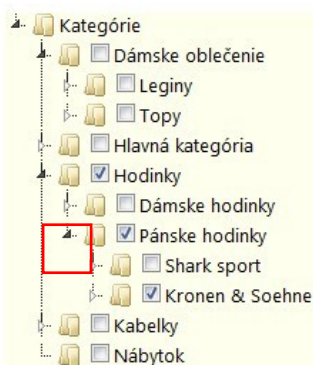 Kategórie
Dámske oblečenie
Leginy
Topy
Hlavná kategória
Hodinky
Dámske hodinky
Pánske hodinky
Shark sport
Kronen & Soehne
Kabelky
Nábytok